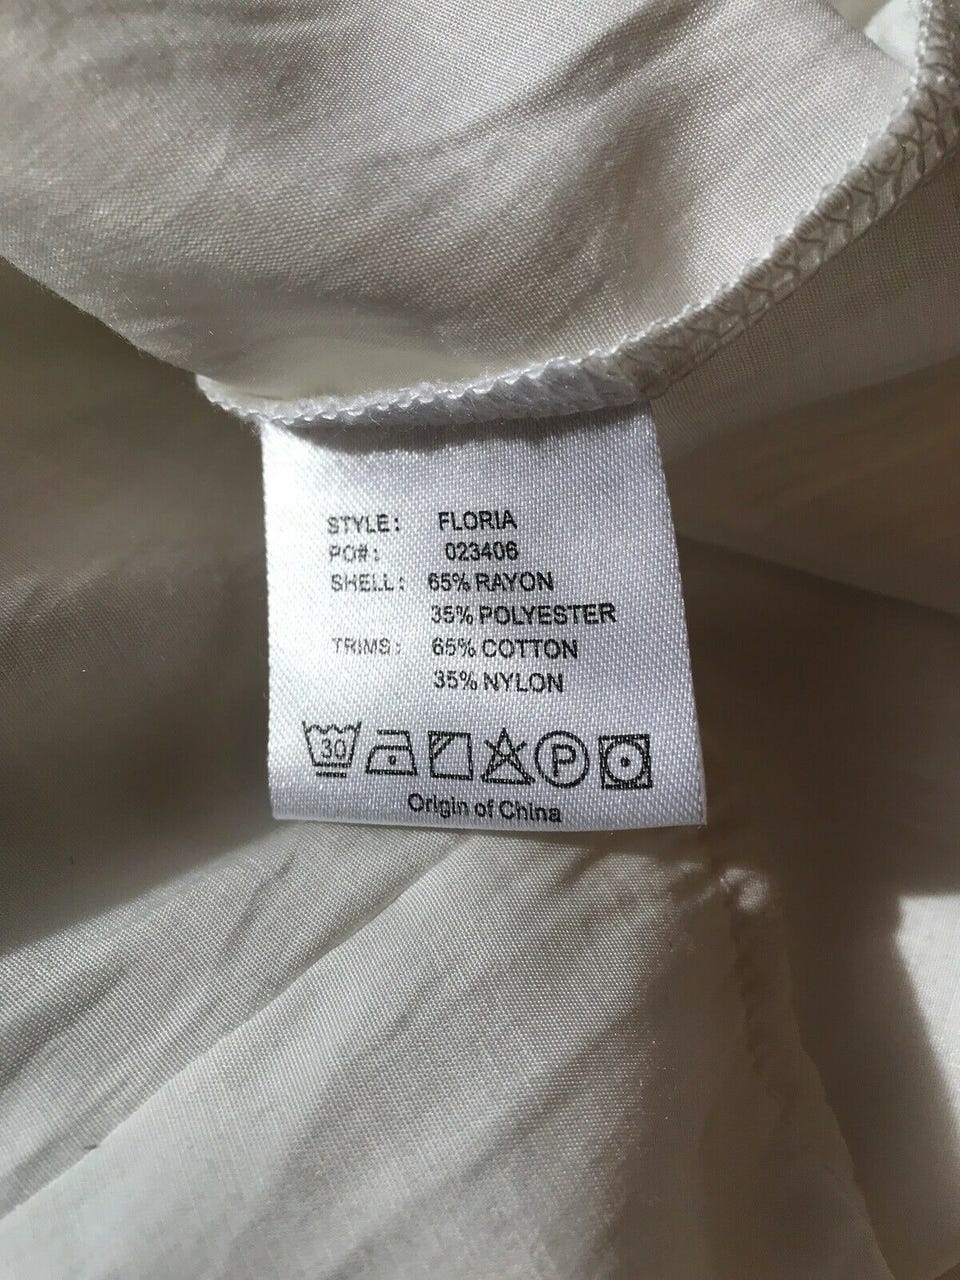 STYLE: FLORIA
PO#: 023406
SHELL: 65% RAYON
35% POLYESTER
TRIMS: 65% COTTON
35% NYLON
30 P
Origin of China